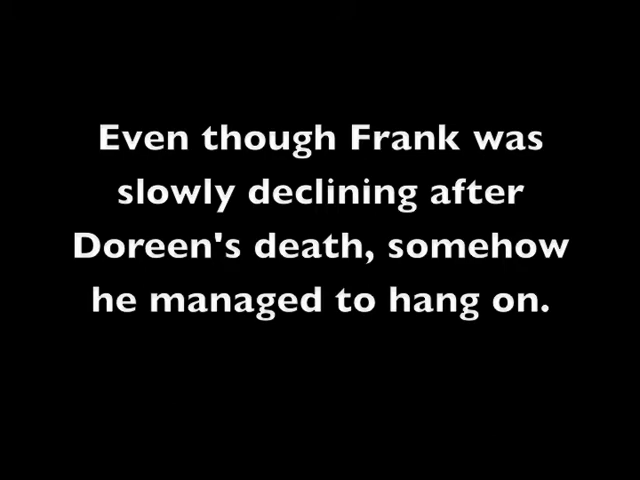 Even though Frank was
slowly declining after
Doreen's death, somehow
he managed to hang on.